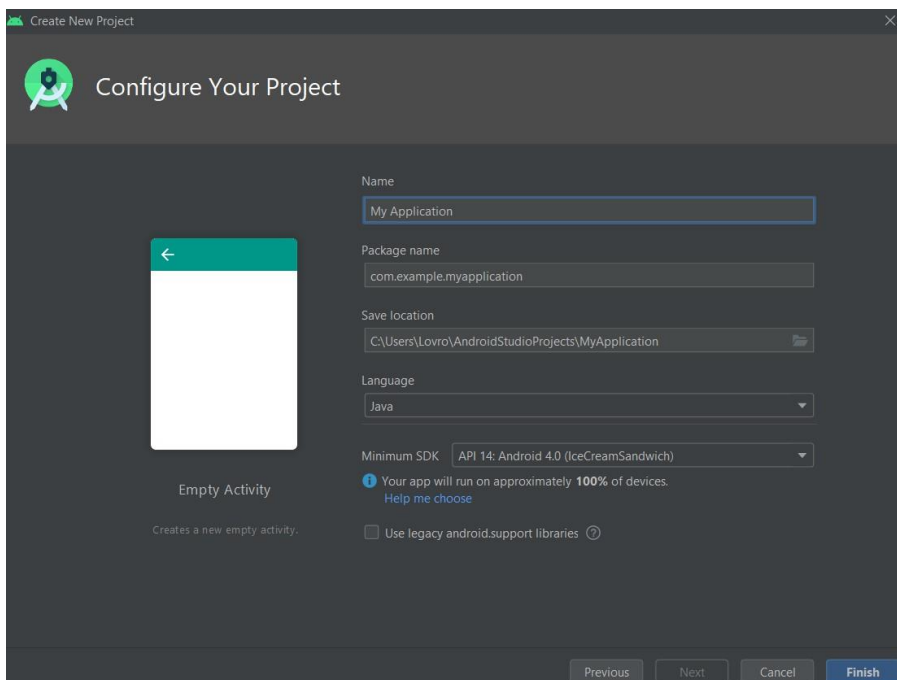 Create New Project
Configure Your Project
Name
My Application
Package name
com.example.myapplication
Save location
C:\Users\Lovro\AndroidStudioProjects\MyApplication
Language
Java
Minimum SDK API 14: Android 4.0 (IceCreamSandwich)
Your app will run on approximately 100% of devices.
Help me choose
Use legacy android.support libraries ?
Empty Activity
Creates a new empty activity.
Previous Next Cancel Finish